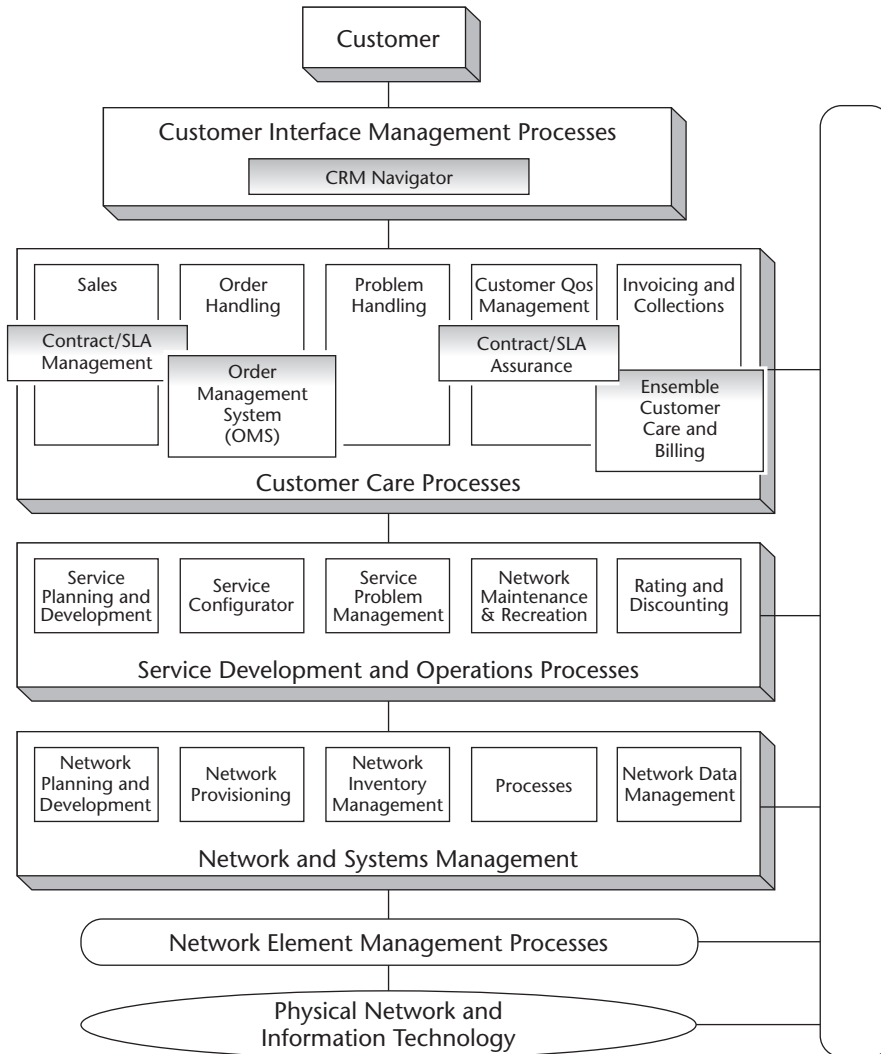 Customer
Customer Interface Management Processes
CRM Navigator
Sales
Order
Handling
Problem
Handling
Customer Qos
Management
Invoicing and
Collections
Contract/SLA
Management
Order
Management
System
(OMS)
Contract/SLA
Assurance
Ensemble
Customer
Care and
Billing
Customer Care Processes
Service
Planning and
Development
Service
Configurator
Service
Problem
Management
Network
Maintenance
& Recreation
Rating and
Discounting
Service Development and Operations Processes
Network
Planning and
Development
Network
Provisioning
Network
Inventory
Management
Processes
Network Data
Management
Network and Systems Management
Network Element Management Processes
Physical Network and
Information Technology